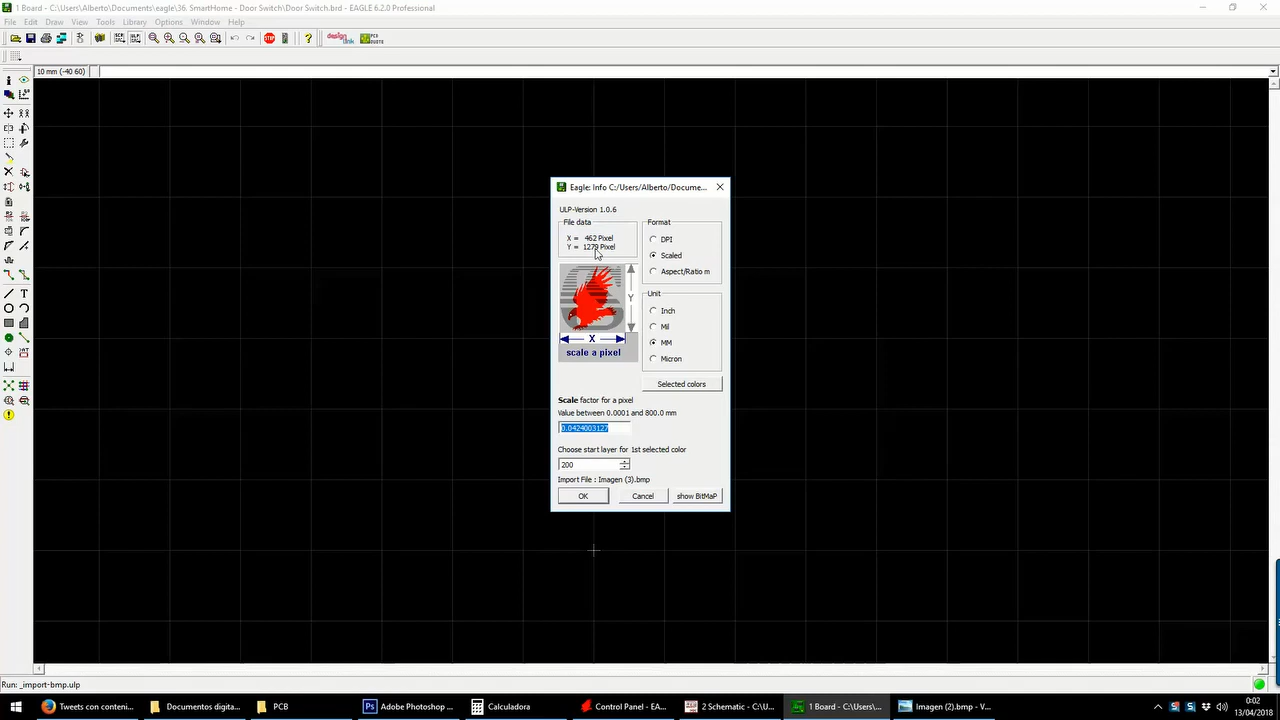 1 Board - C:\Users\Alberto\Documents\eagle\36. SmartHome - Door Switch\Door Switch.brd - EAGLE 6.2.0 Professional
File Edit Draw View Tools Library Options Window Help
design link
PCB QUOTE
10 mm (-40 60)
Eagle: Info C:/Users/Alberto/Docume...
ULP-Version 1.0.6
File data
X = 462 Pixel
Y = 1279 Pixel
Format
DPI
Scaled
Aspect/Ratio m
Y
X
scale a pixel
Unit
Inch
Mil
MM
Micron
Selected colors
Scale factor for a pixel
Value between 0.0001 and 800.0 mm
0.0424003127
Choose start layer for 1st selected color
200
Import File : Imagen (3).bmp
OK
Cancel
show BitMaP
Run: _import-bmp.ulp
Tweets con conteni...
Documentos digita...
PCB
Adobe Photoshop ...
Calculadora
Control Panel - EA...
2 Schematic - C:\U...
1 Board - C:\Users\...
Imagen (2).bmp - V...
0:02
13/04/2018